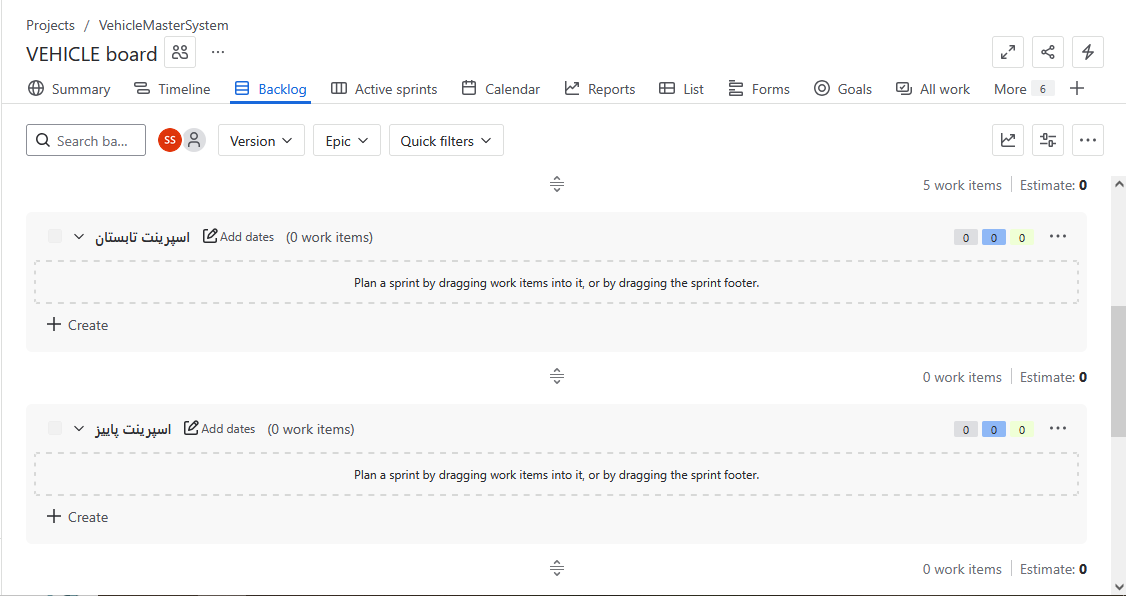 Projects / VehicleMasterSystem
VEHICLE board
Summary Timeline Backlog Active sprints Calendar Reports List Forms Goals All work More 6
Search ba... SS Version Epic Quick filters
5 work items Estimate: 0
اسپرینت تابستان Add dates (0 work items) 0 0 0
Plan a sprint by dragging work items into it, or by dragging the sprint footer.
Create
0 work items Estimate: 0
اسپرینت پاییز Add dates (0 work items) 0 0 0
Plan a sprint by dragging work items into it, or by dragging the sprint footer.
Create
0 work items Estimate: 0